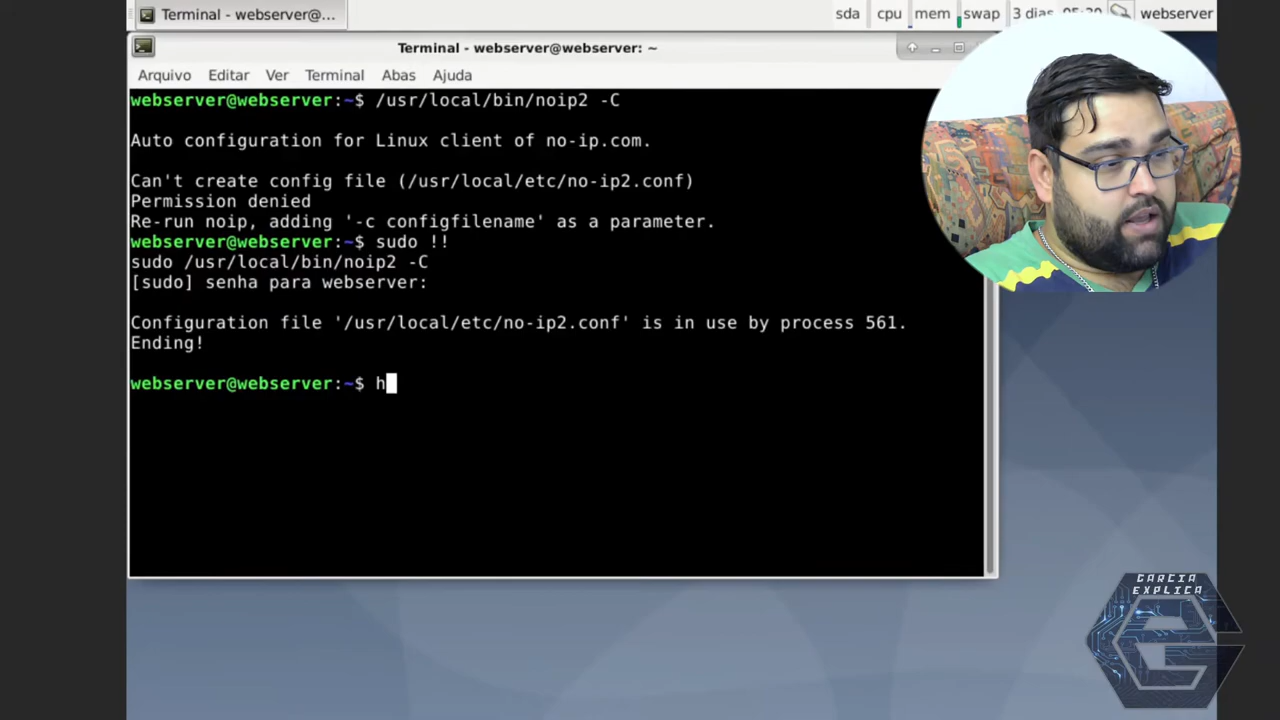 Terminal - webserver@...
sda cpu mem swap 3 dias 05:30 webserver
Terminal - webserver@webserver: ~
Arquivo Editar Ver Terminal Abas Ajuda
webserver@webserver:~$ /usr/local/bin/noip2 -C
Auto configuration for Linux client of no-ip.com.
Can't create config file (/usr/local/etc/no-ip2.conf)
Permission denied
Re-run noip, adding '-c configfilename' as a parameter.
webserver@webserver:~$ sudo !!
sudo /usr/local/bin/noip2 -C
[sudo] senha para webserver:
Configuration file '/usr/local/etc/no-ip2.conf' is in use by process 561.
Ending!
webserver@webserver:~$ h
GARCIA
EXPLICA